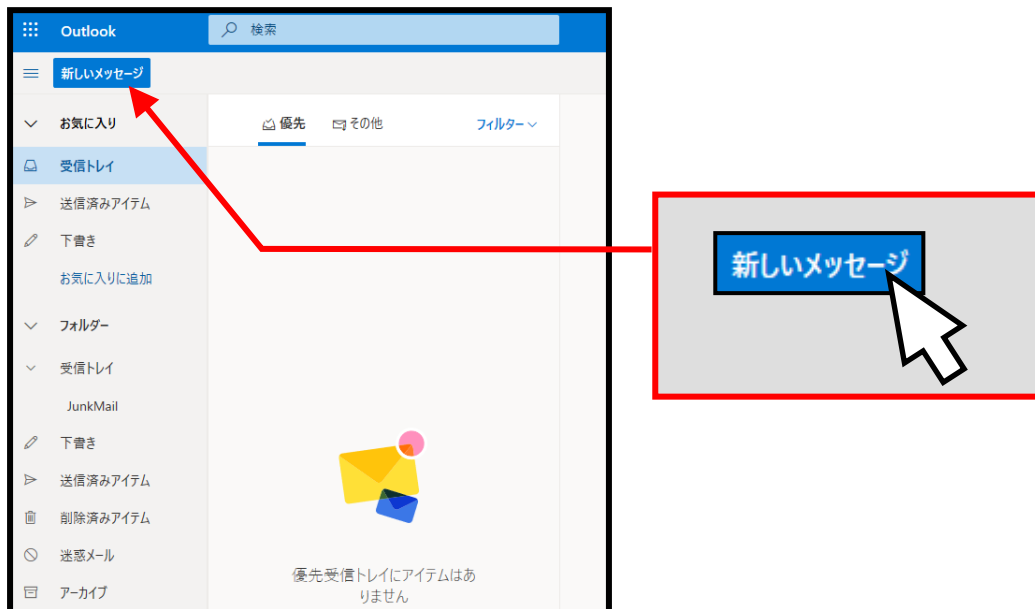 Outlook
検索
新しいメッセージ
お気に入り
優先
その他
フィルター
受信トレイ
送信済みアイテム
下書き
お気に入りに追加
フォルダー
受信トレイ
JunkMail
下書き
送信済みアイテム
削除済みアイテム
迷惑メール
アーカイブ
優先受信トレイにアイテムはあ
りません
新しいメッセージ